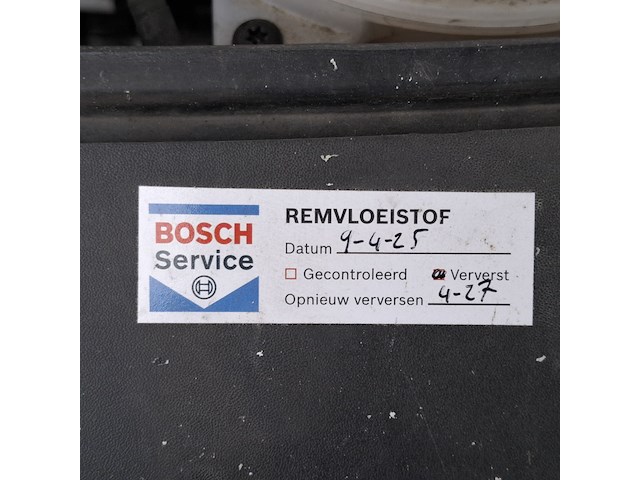 BOSCH
Service
REMVLOEISTOF
Datum 9-4-25
Gecontroleerd Ververst
Opnieuw verversen 4-27